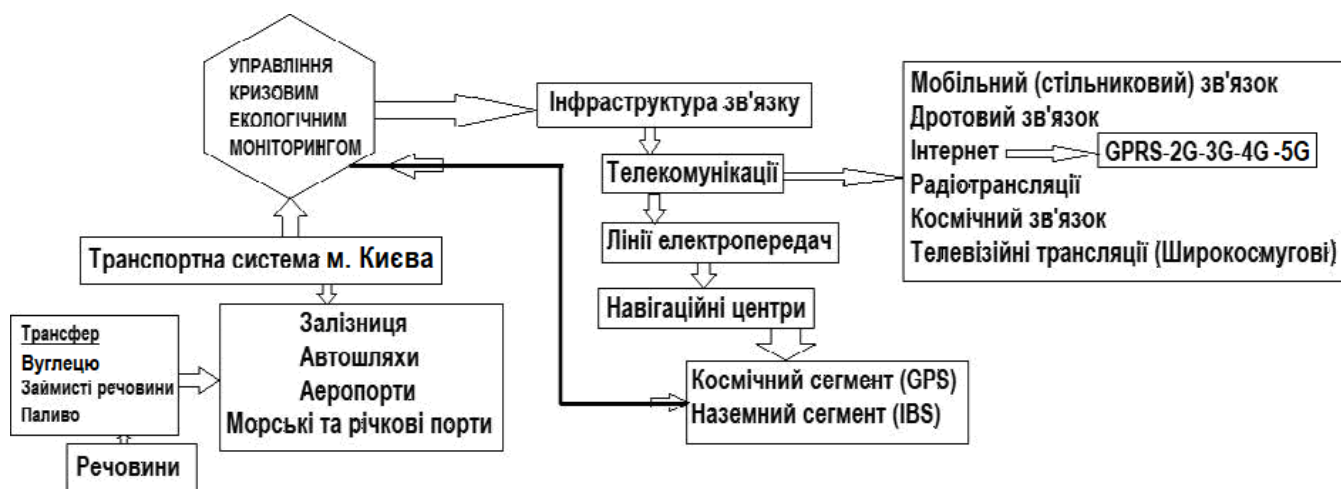 УПРАВЛІННЯ
КРИЗОВИМ
ЕКОЛОГІЧНИМ
МОНІТОРИНГОМ
Інфраструктура зв'язку
Телекомунікації
Лінії електропередач
Навігаційні центри
Космічний сегмент (GPS)
Наземний сегмент (IBS)
Мобільний (стільниковий) зв'язок
Дротовий зв'язок
Інтернет
GPRS-2G-3G-4G -5G
Радіотрансляції
Космічний зв'язок
Телевізійні трансляції (Широкосмугові)
Транспортна система м. Києва
Залізниця
Автошляхи
Аеропорти
Морські та річкові порти
Трансфер
Вуглецю
Займисті речовини
Паливо
Речовини